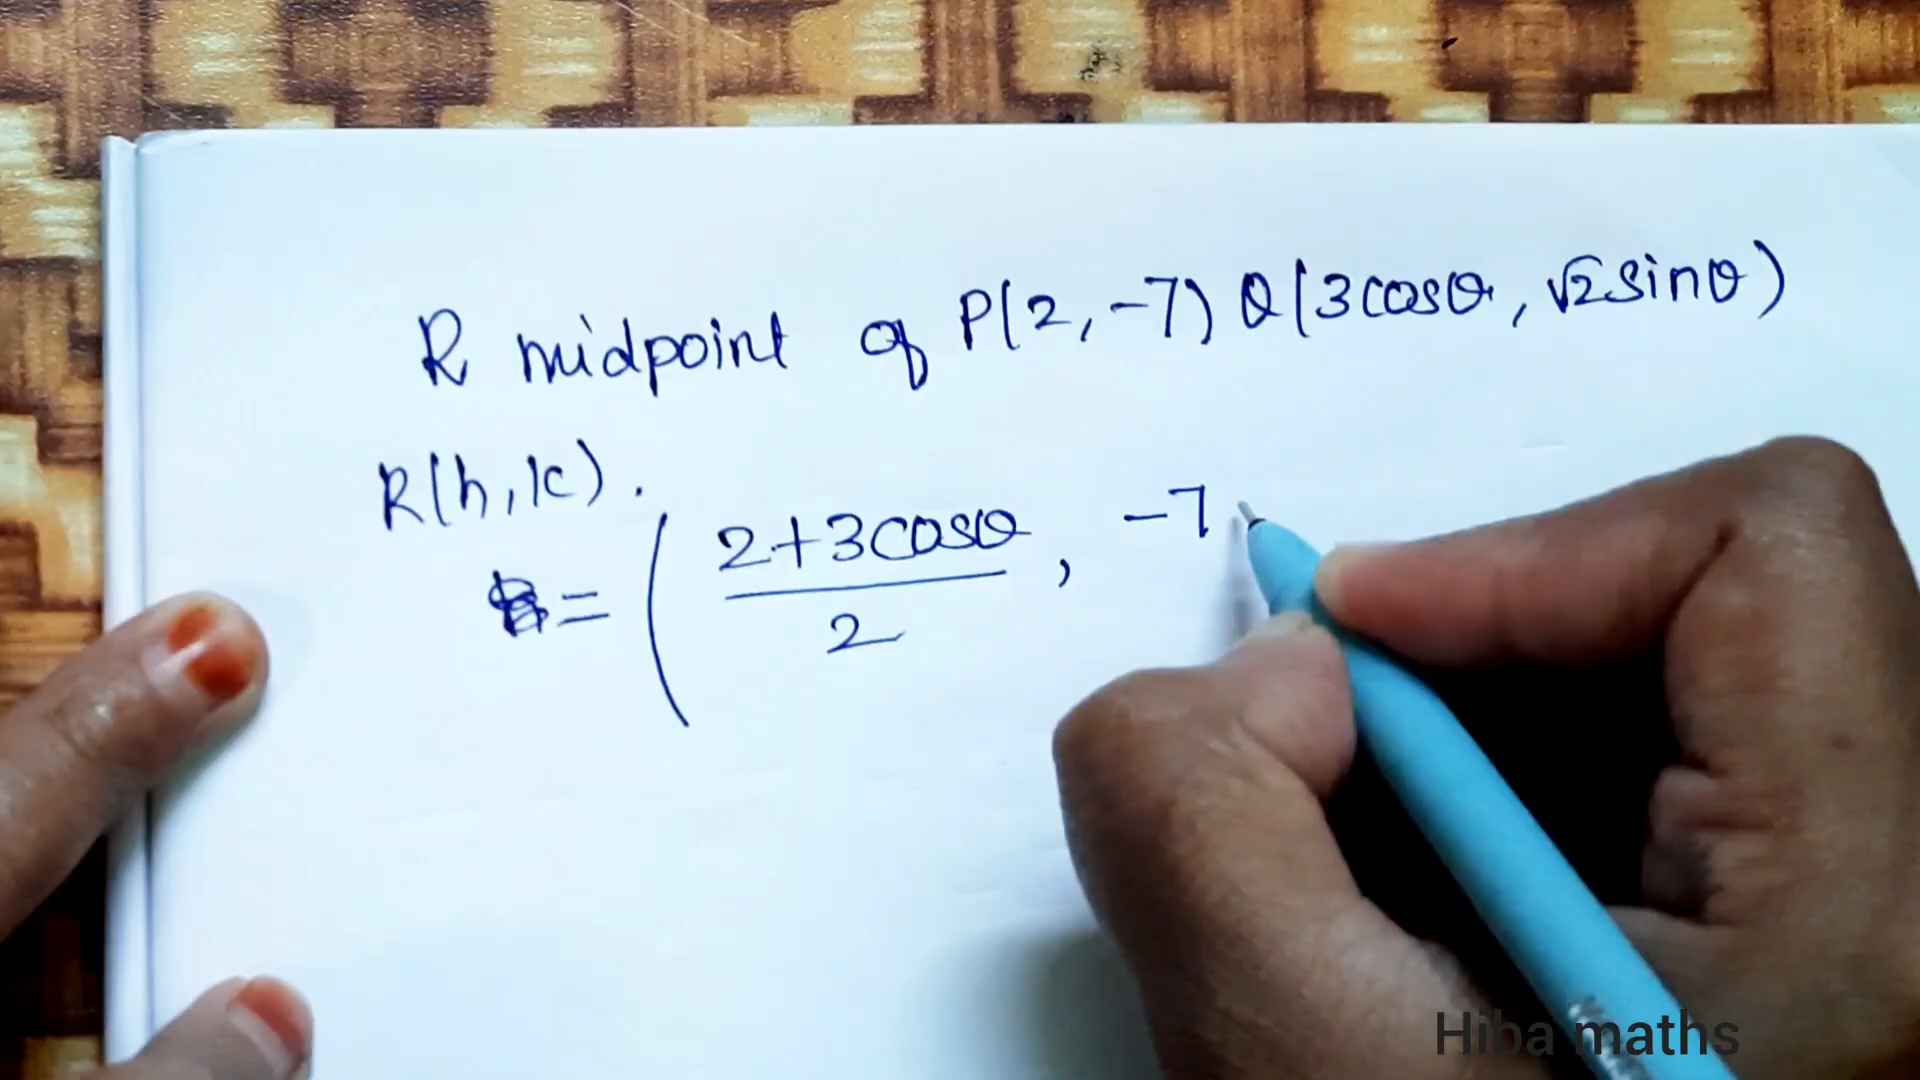 R midpoint of P(2,-7) Q(3cosθ, √2sinθ)
R(h,k).
= ( 2+3cosθ / 2 , -7
Hiba maths